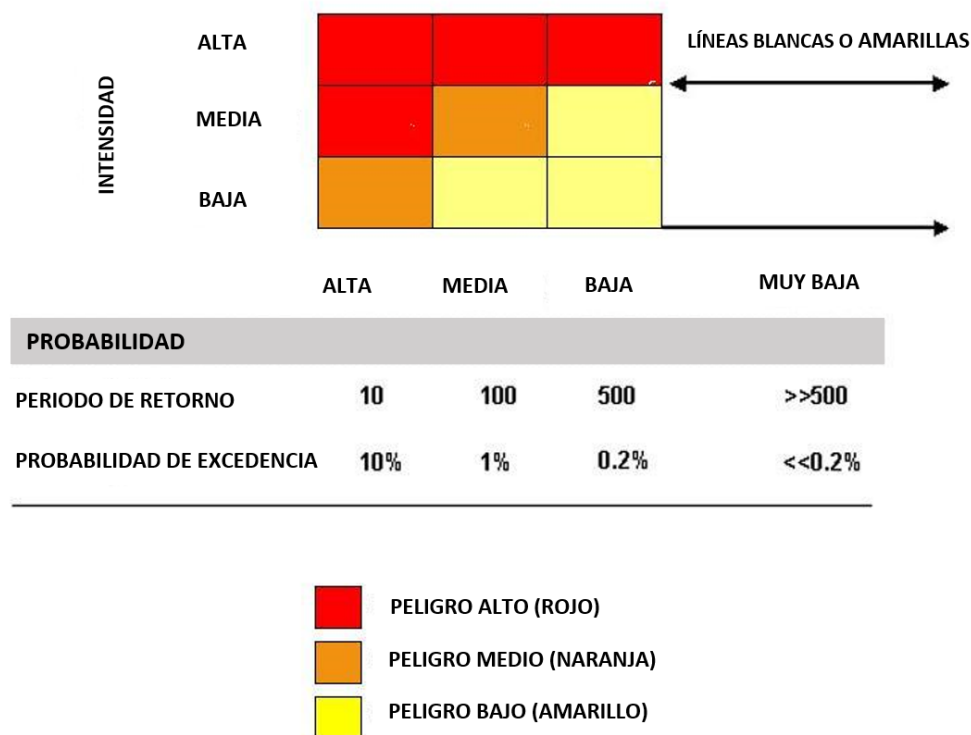 ALTA
LÍNEAS BLANCAS O AMARILLAS
INTENSIDAD
MEDIA
BAJA
ALTA MEDIA BAJA MUY BAJA
PROBABILIDAD
PERIODO DE RETORNO 10 100 500 >>500
PROBABILIDAD DE EXCEDENCIA 10% 1% 0.2% <<0.2%
PELIGRO ALTO (ROJO)
PELIGRO MEDIO (NARANJA)
PELIGRO BAJO (AMARILLO)